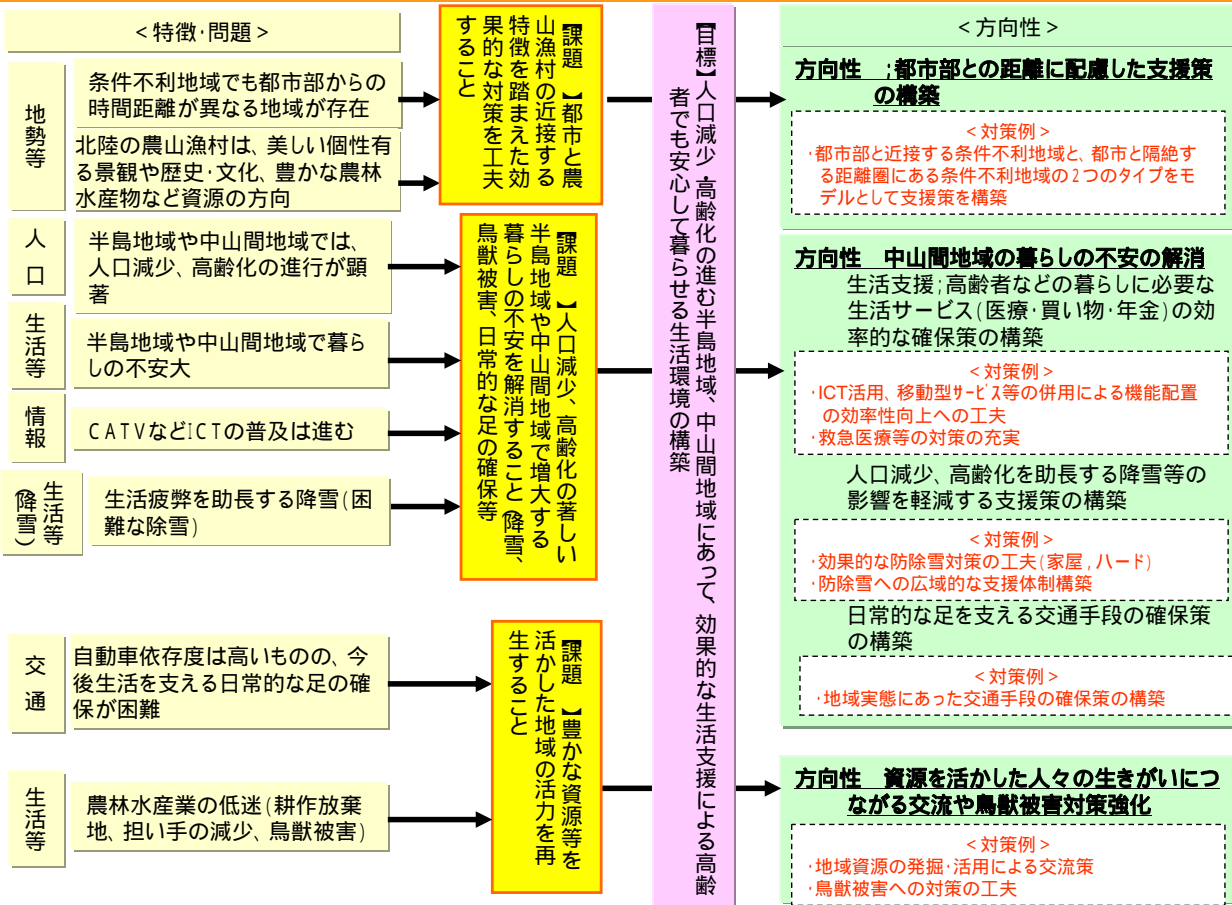 ＜特徴･問題＞
地勢等
条件不利地域でも都市部からの
時間距離が異なる地域が存在
北陸の農山漁村は、美しい個性有
る景観や歴史･文化、豊かな農林
水産物など資源の方向
人口
半島地域や中山間地域では、
人口減少、高齢化の進行が顕
著
生活等
半島地域や中山間地域で暮ら
しの不安大
情報
CATVなどICTの普及は進む
生活等
（降雪）
生活疲弊を助長する降雪(困
難な除雪)
交通
自動車依存度は高いものの、今
後生活を支える日常的な足の確
保が困難
生活等
農林水産業の低迷(耕作放棄
地、担い手の減少、鳥獣被害)
【課題　】都市と農
山漁村の近接する
特徴を踏まえた効
果的な対策を工夫
すること
【課題　】人口減少、高齢化の著しい
半島地域や中山間地域で増大する
暮らしの不安を解消すること（降雪、
鳥獣被害、日常的な足の確保等
【課題　】豊かな資源等を
活かした地域の活力を再
生すること
【目標】人口減少･高齢化の進む半島地域、中山間地域にあって、効果的な生活支援による高齢
者でも安心して暮らせる生活環境の構築
＜方向性＞
方向性　;都市部との距離に配慮した支援策
の構築
＜対策例＞
･都市部と近接する条件不利地域と、都市と隔絶す
る距離圏にある条件不利地域の2つのタイプをモ
デルとして支援策を構築
方向性　中山間地域の暮らしの不安の解消
生活支援;高齢者などの暮らしに必要な
生活サービス(医療･買い物･年金)の効
率的な確保策の構築
＜対策例＞
･ICT活用、移動型ｻｰﾋﾞｽ等の併用による機能配置
の効率性向上への工夫
･救急医療等の対策の充実
人口減少、高齢化を助長する降雪等の
影響を軽減する支援策の構築
＜対策例＞
･効果的な防除雪対策の工夫(家屋,ハード)
･防除雪への広域的な支援体制構築
日常的な足を支える交通手段の確保策
の構築
＜対策例＞
･地域実態にあった交通手段の確保策の構築
方向性　資源を活かした人々の生きがいにつ
ながる交流や鳥獣被害対策強化
＜対策例＞
･地域資源の発掘･活用による交流策
･鳥獣被害への対策の工夫